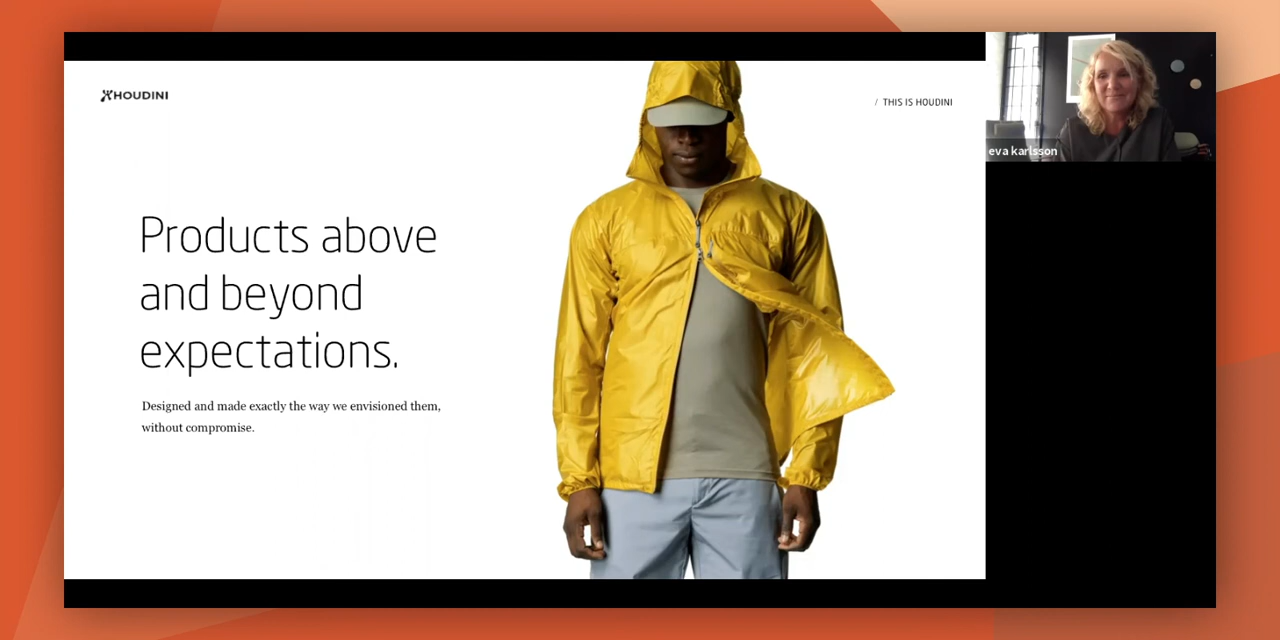 HOUDINI
/ THIS IS HOUDINI
Products above
and beyond
expectations.
Designed and made exactly the way we envisioned them,
without compromise.
eva karlsson